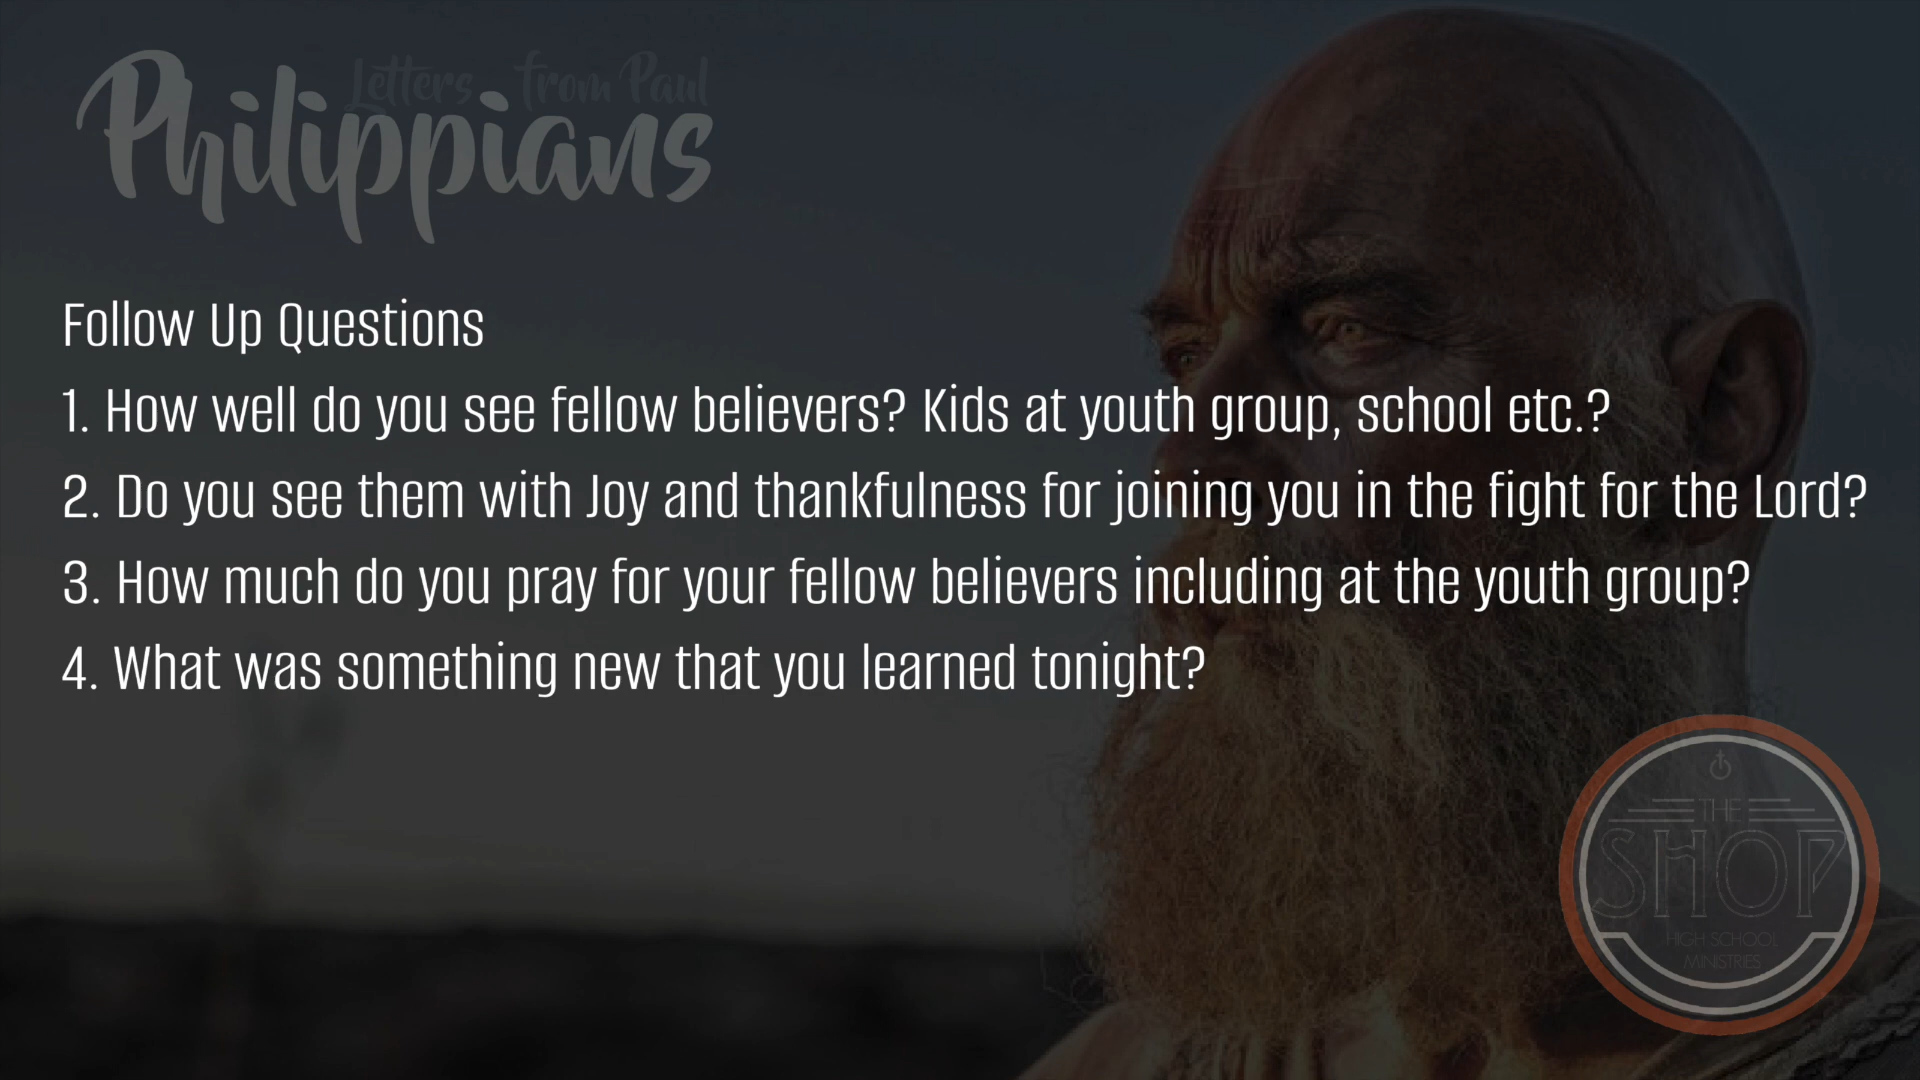 Letters from Paul
Philippians
Follow Up Questions
1. How well do you see fellow believers? Kids at youth group, school etc.?
2. Do you see them with Joy and thankfulness for joining you in the fight for the Lord?
3. How much do you pray for your fellow believers including at the youth group?
4. What was something new that you learned tonight?
THE
SHOP
HIGH SCHOOL
MINISTRIES